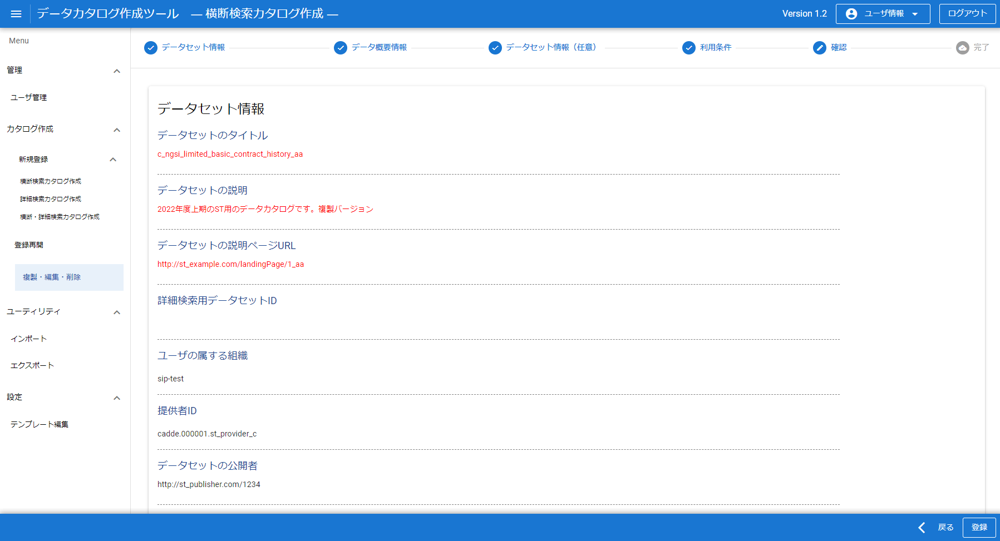 データカタログ作成ツール ― 横断検索カタログ作成 ―
Version 1.2
ユーザ情報
ログアウト
Menu
管理
ユーザ管理
カタログ作成
新規登録
横断検索カタログ作成
詳細検索カタログ作成
横断・詳細検索カタログ作成
登録再開
複製・編集・削除
ユーティリティ
インポート
エクスポート
設定
テンプレート編集
データセット情報
データ概要情報
データセット情報（任意）
利用条件
確認
完了
データセット情報
データセットのタイトル
c_ngsi_limited_basic_contract_history_aa
データセットの説明
2022年度上期のST用のデータカタログです。複製バージョン
データセットの説明ページURL
http://st_example.com/landingPage/1_aa
詳細検索用データセットID
ユーザの属する組織
sip-test
提供者ID
cadde.000001.st_provider_c
データセットの公開者
http://st_publisher.com/1234
戻る
登録